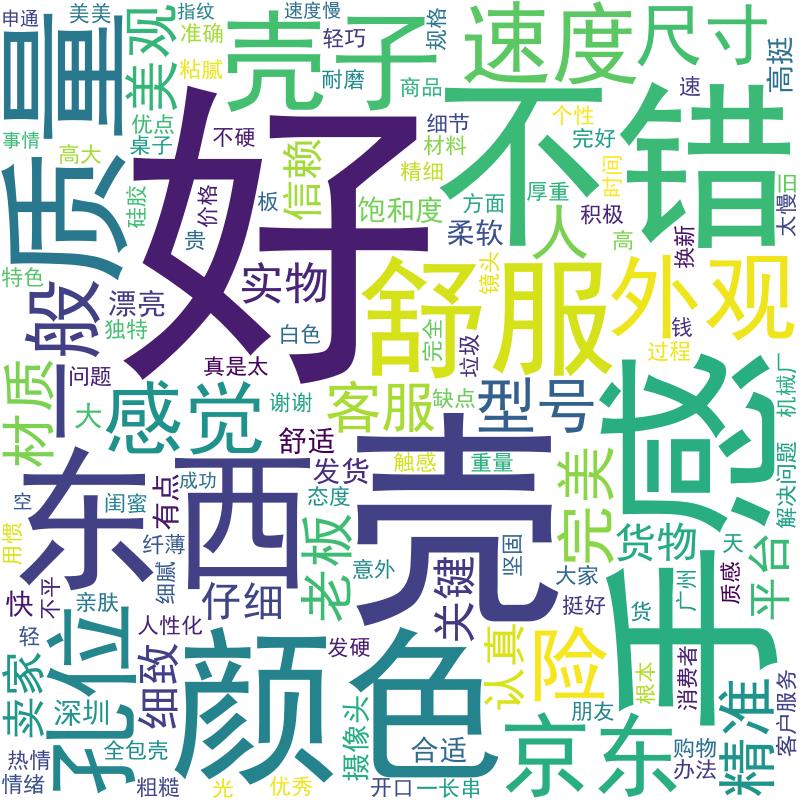 申通
美美
指纹
速度慢
规格
速度
尺寸
高挺
量
美观
准确
轻巧
壳子
粘腻
耐磨
商品
速
事情
优点
桌子
不硬
细节
不
个性
完好
错
高大
信赖
材料
精细
时间
质
硅胶
价格
板
饱和度
方面
厚重
积极
太慢
好
贵
柔软
人
高
换新
特色
一般
漂亮
实物
舒服
镜头
外观
独特
白色
完全
垃圾
钱
过程
问题
真是太
材质
大
感觉
谢谢
客服
缺点
型号
手感
机械厂
舒适
壳
东西
有点
成功
发货
触感
重量
完美
解决问题
空
闺蜜
态度
货物
天
平台
用惯
纤薄
老板
意外
坚固
细腻
仔细
关键
大家
广州
质感
快
不平
亲肤
挺好
货
轻
孔位
人性化
发硬
颜色
认真
险
根本
消费者
卖家
细致
深圳
摄像头
朋友
京东
精准
客户服务
热情
全包壳
合适
购物
办法
情绪
粗糙
光
优秀
开口
一长串